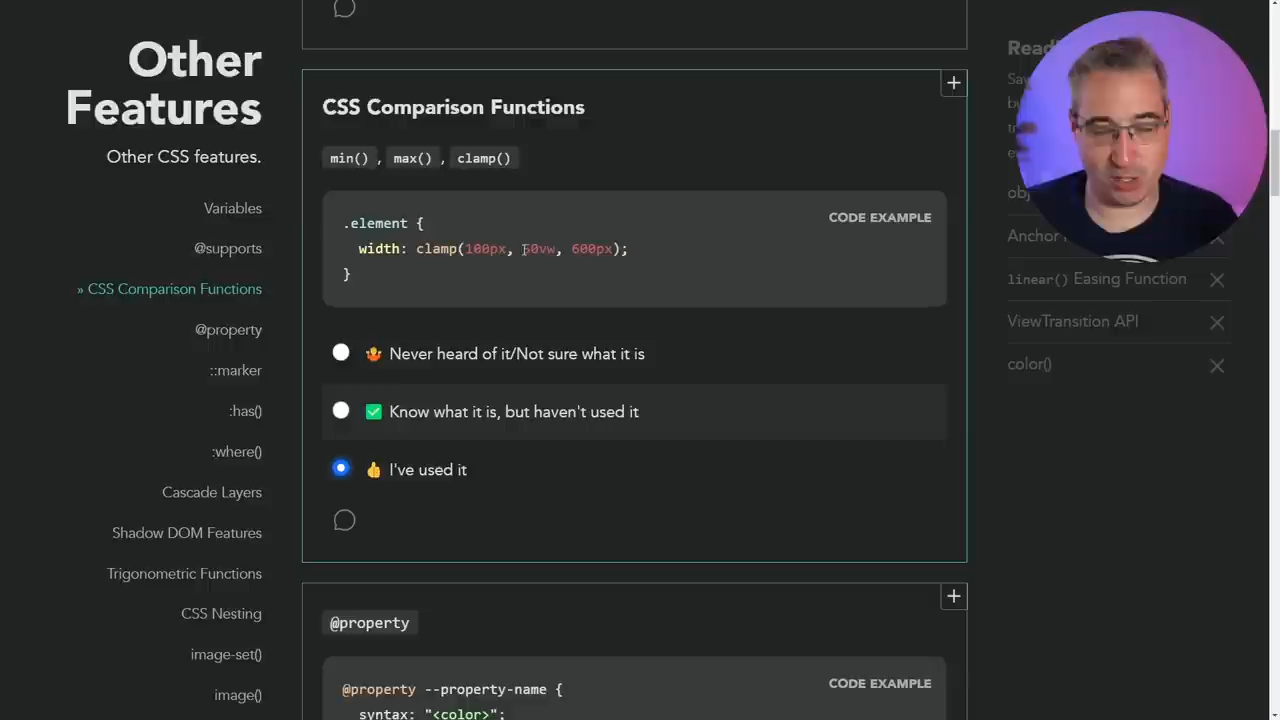 Other
Features
Other CSS features.
Variables
@supports
» CSS Comparison Functions
@property
::marker
:has()
:where()
Cascade Layers
Shadow DOM Features
Trigonometric Functions
CSS Nesting
image-set()
image()
CSS Comparison Functions
min(), max(), clamp()
CODE EXAMPLE
.element {
width: clamp(100px, 50vw, 600px);
}
🤷 Never heard of it/Not sure what it is
✅ Know what it is, but haven't used it
👍 I've used it
@property
CODE EXAMPLE
@property --property-name {
syntax: "<color>";
linear() Easing Function
ViewTransition API
color()